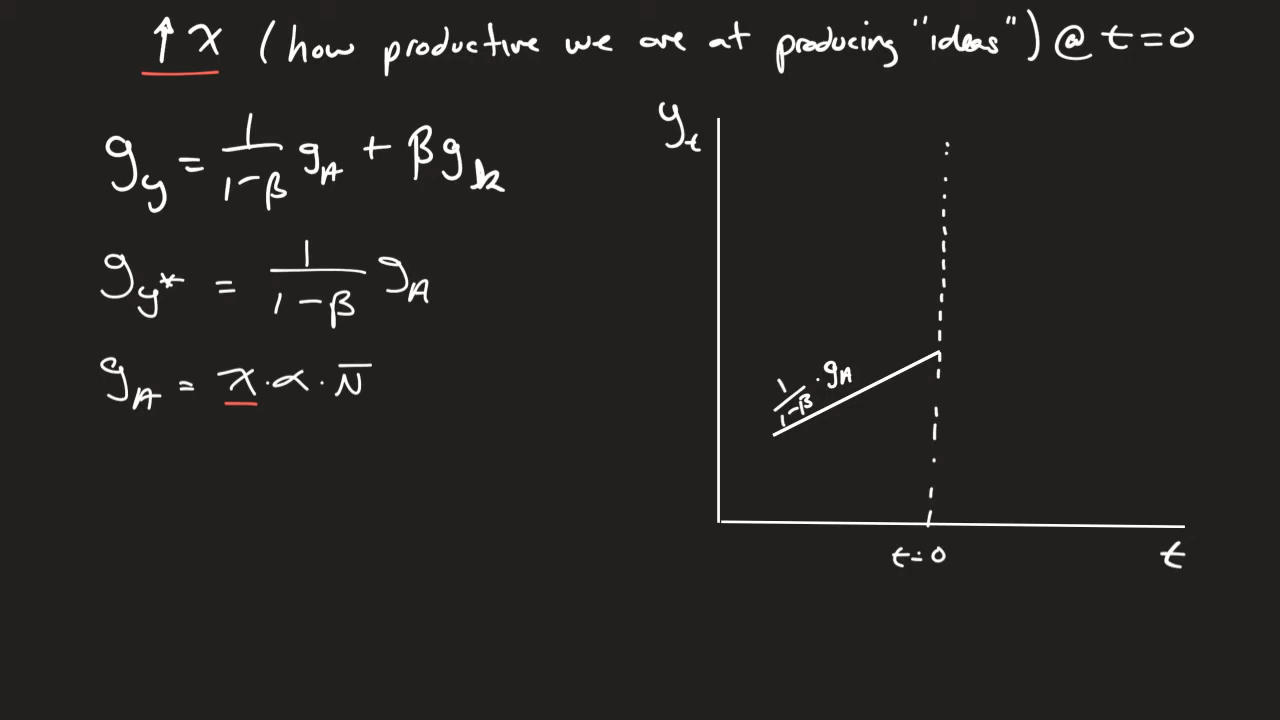 ↑ χ (how productive we are at producing "ideas") @ t=0
g_y = 1/(1-β) g_A + β g_k
g_y* = 1/(1-β) g_A
g_A = χ·α·N̄
y_t
1/(1-β) · g_A
t=0
t